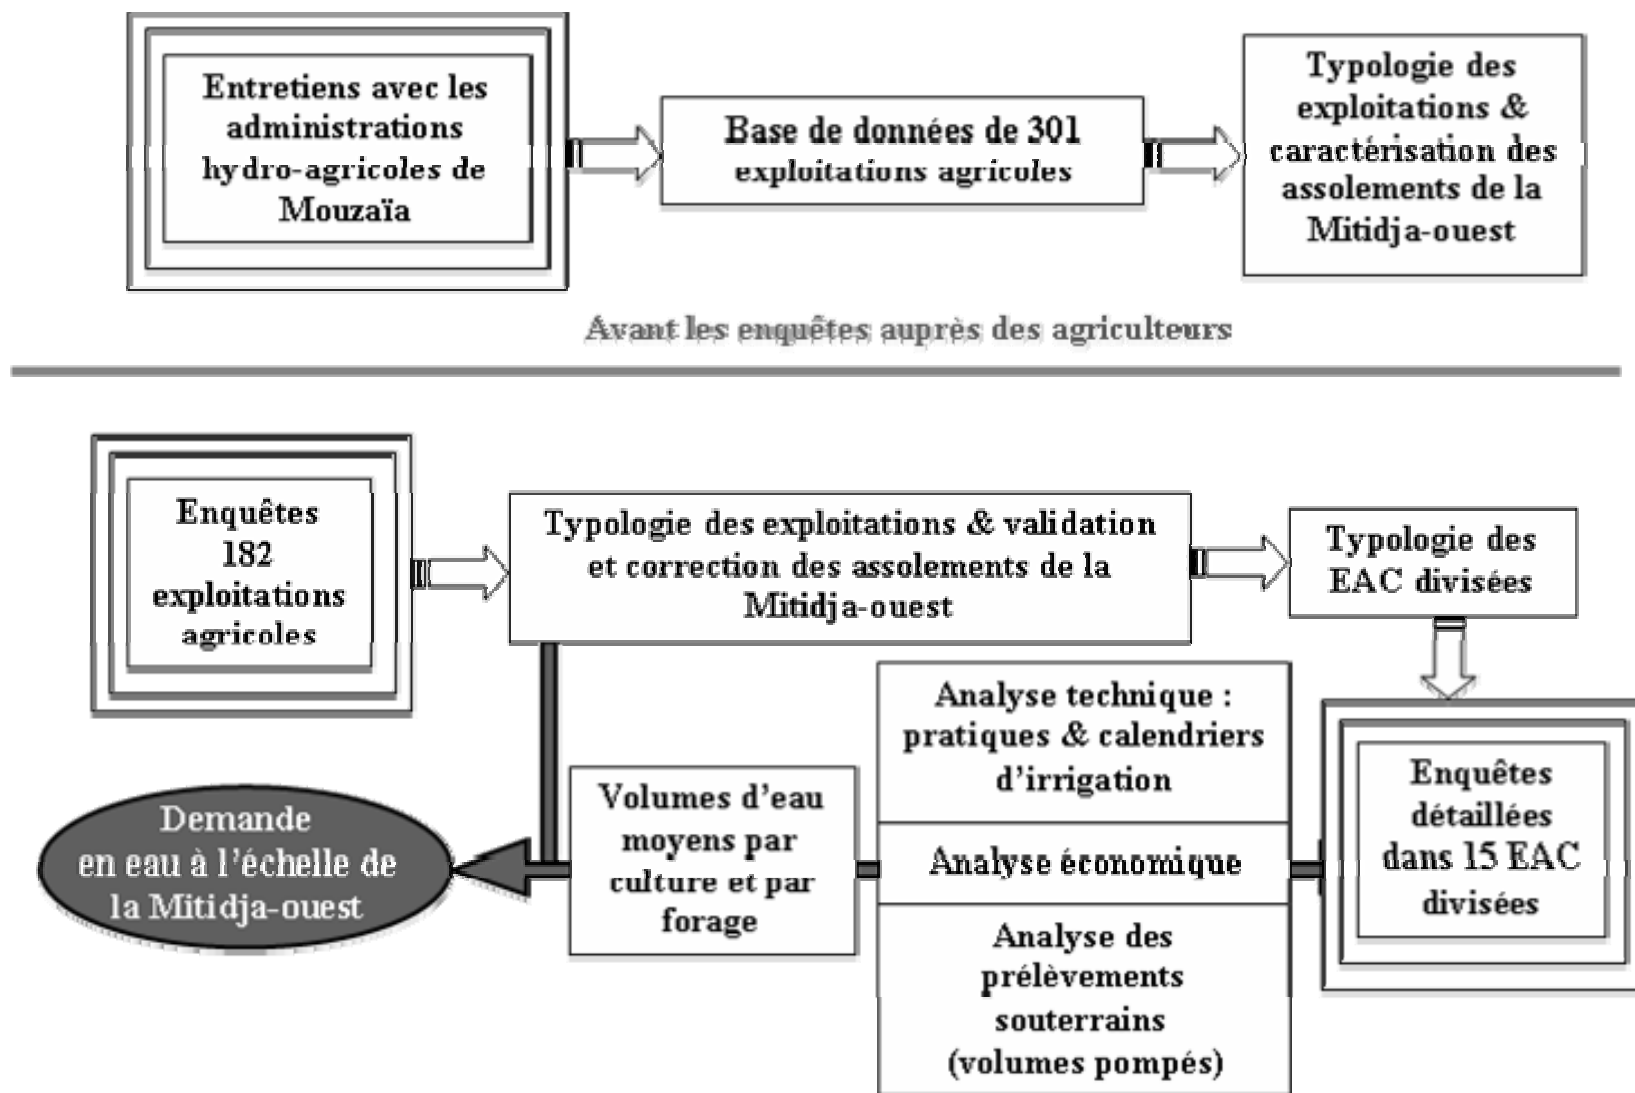 Entretiens avec les
administrations
hydro-agricoles de
Mouzaïa
Base de données de 301
exploitations agricoles
Typologie des
exploitations &
caractérisation des
assolements de la
Mitidja-ouest
Avant les enquêtes auprès des agriculteurs
Enquêtes
182
exploitations
agricoles
Typologie des exploitations & validation
et correction des assolements de la
Mitidja-ouest
Typologie des
EAC divisées
Analyse technique :
pratiques & calendriers
d'irrigation
Analyse économique
Analyse des
prélèvements
souterrains
(volumes pompés)
Enquêtes
détaillées
dans 15 EAC
divisées
Volumes d'eau
moyens par
culture et par
forage
Demande
en eau à l'échelle de
la Mitidja-ouest